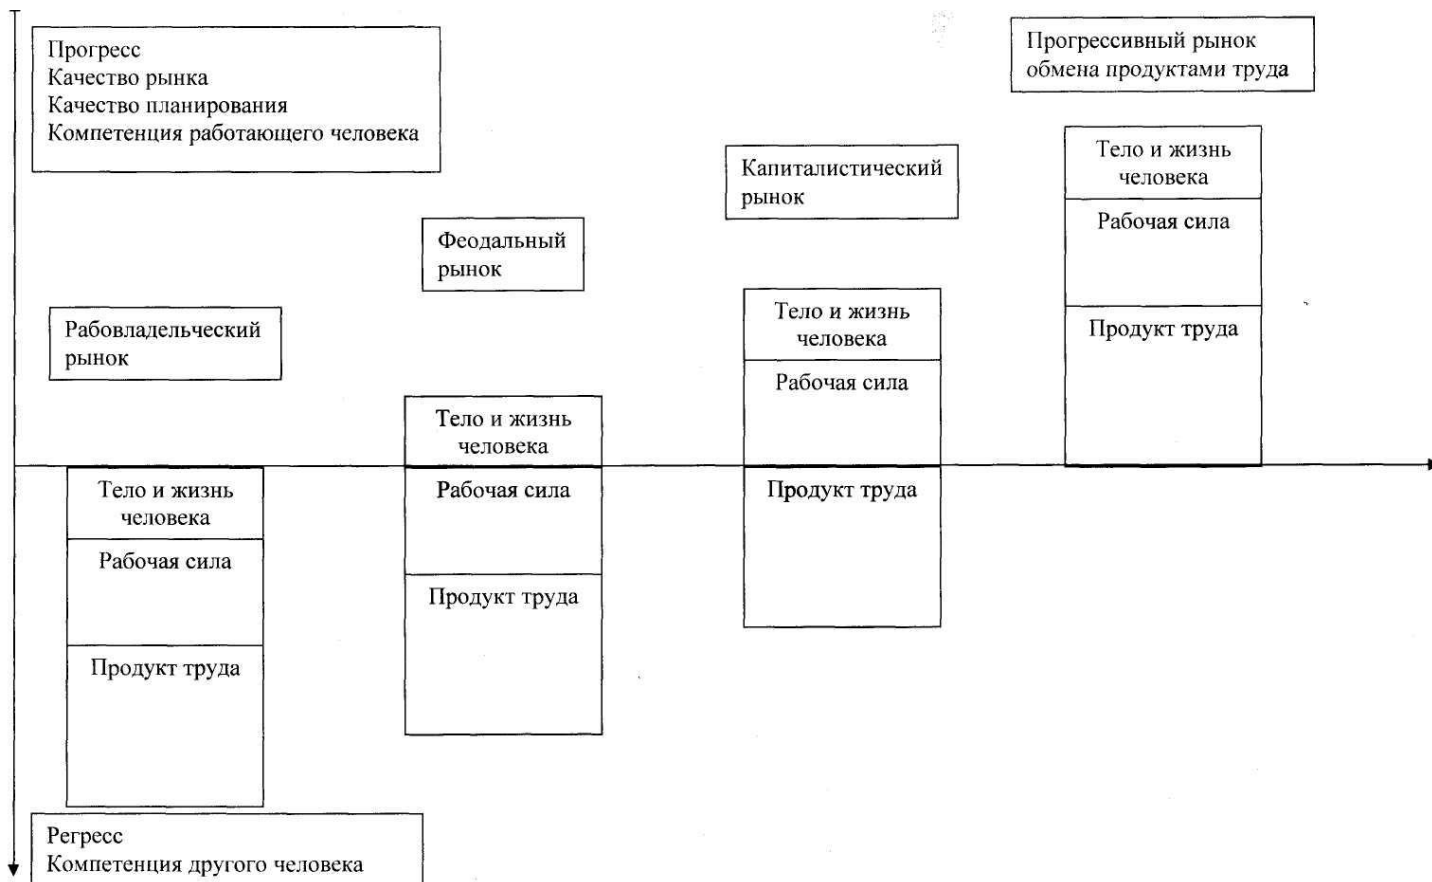 Прогресс
Качество рынка
Качество планирования
Компетенция работающего человека
Прогрессивный рынок
обмена продуктами труда
Капиталистический
рынок
Феодальный
рынок
Рабовладельческий
рынок
Тело и жизнь
человека
Рабочая сила
Продукт труда
Тело и жизнь
человека
Рабочая сила
Продукт труда
Тело и жизнь
человека
Рабочая сила
Продукт труда
Тело и жизнь
человека
Рабочая сила
Продукт труда
Регресс
Компетенция другого человека